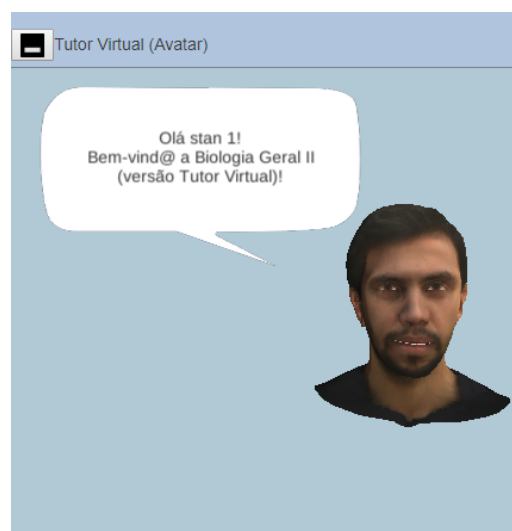 Tutor Virtual (Avatar)
Olá stan 1!
Bem-vind@ a Biologia Geral II
(versão Tutor Virtual)!